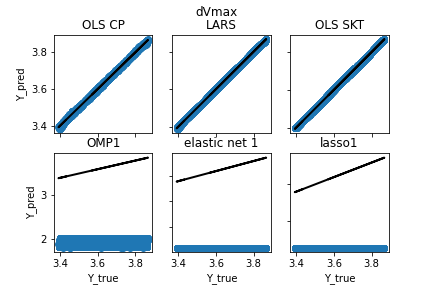 dVmax
OLS CP LARS OLS SKT
3.8
3.6
3.4
Y_pred
OMP1 elastic net 1 lasso1
3
2
Y_pred
3.4 3.6 3.8 3.4 3.6 3.8 3.4 3.6 3.8
Y_true Y_true Y_true